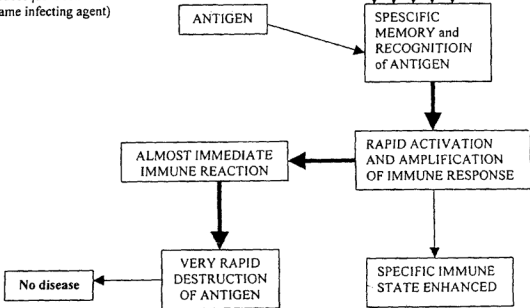 ame infecting agent)
ANTIGEN
SPESCIFIC
MEMORY and
RECOGNITIOIN
of ANTIGEN
RAPID ACTIVATION
AND AMPLIFICATION
OF IMMUNE RESPONSE
ALMOST IMMEDIATE
IMMUNE REACTION
VERY RAPID
DESTRUCTION
OF ANTIGEN
No disease
SPECIFIC IMMUNE
STATE ENHANCED